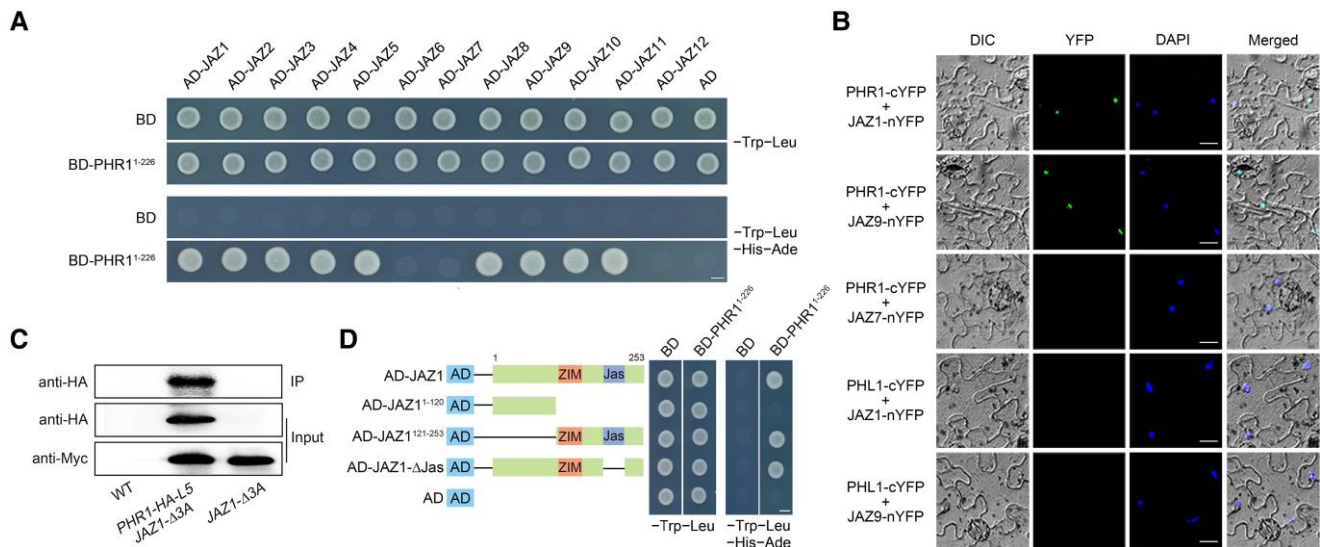 A
AD-JAZ1 AD-JAZ2 AD-JAZ3 AD-JAZ4 AD-JAZ5 AD-JAZ6 AD-JAZ7 AD-JAZ8 AD-JAZ9 AD-JAZ10 AD-JAZ11 AD-JAZ12 AD
BD
BD-PHR1¹⁻²²⁶
−Trp−Leu
BD
BD-PHR1¹⁻²²⁶
−Trp−Leu
−His−Ade
B
DIC YFP DAPI Merged
PHR1-cYFP
+
JAZ1-nYFP
PHR1-cYFP
+
JAZ9-nYFP
PHR1-cYFP
+
JAZ7-nYFP
PHL1-cYFP
+
JAZ1-nYFP
PHL1-cYFP
+
JAZ9-nYFP
C
anti-HA IP
anti-HA
Input
anti-Myc
WT
PHR1-HA-L5
JAZ1-Δ3A
JAZ1-Δ3A
D
BD BD-PHR1¹⁻²²⁶ BD BD-PHR1¹⁻²²⁶
1 253
AD-JAZ1 AD ZIM Jas
AD-JAZ1¹⁻¹²⁰ AD
AD-JAZ1¹²¹⁻²⁵³ AD ZIM Jas
AD-JAZ1-ΔJas AD ZIM
AD AD
−Trp−Leu
−Trp−Leu
−His−Ade